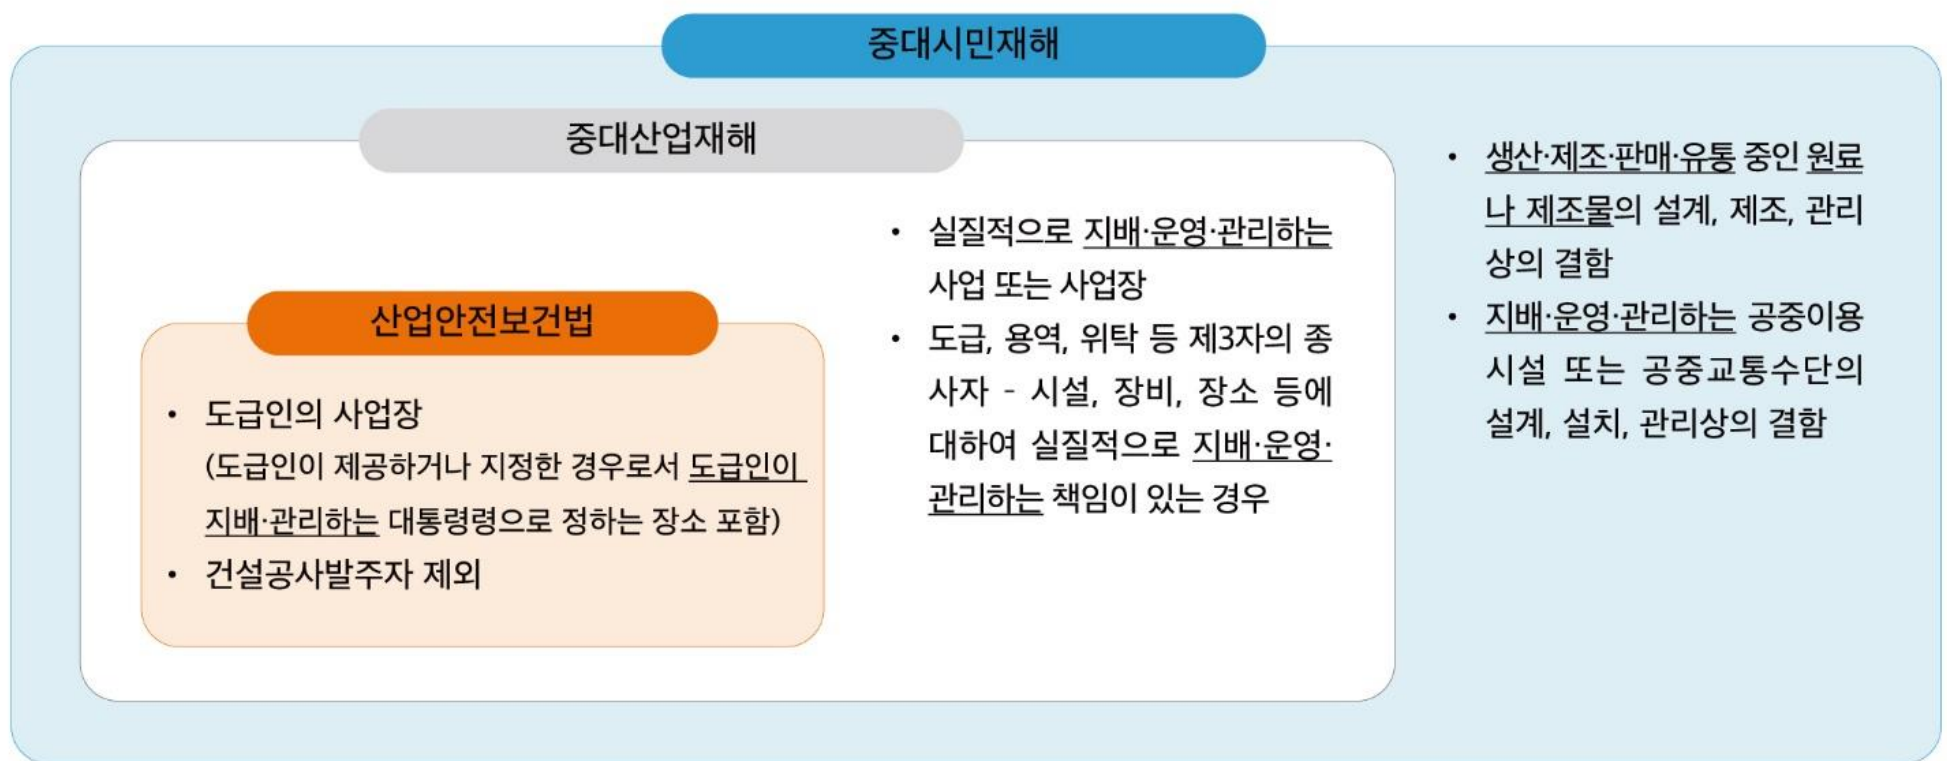 중대시민재해
중대산업재해
산업안전보건법
• 도급인의 사업장
(도급인이 제공하거나 지정한 경우로서 도급인이
지배·관리하는 대통령령으로 정하는 장소 포함)
• 건설공사발주자 제외
• 실질적으로 지배·운영·관리하는
사업 또는 사업장
• 도급, 용역, 위탁 등 제3자의 종
사자 - 시설, 장비, 장소 등에
대하여 실질적으로 지배·운영·
관리하는 책임이 있는 경우
• 생산·제조·판매·유통 중인 원료
나 제조물의 설계, 제조, 관리
상의 결함
• 지배·운영·관리하는 공중이용
시설 또는 공중교통수단의
설계, 설치, 관리상의 결함